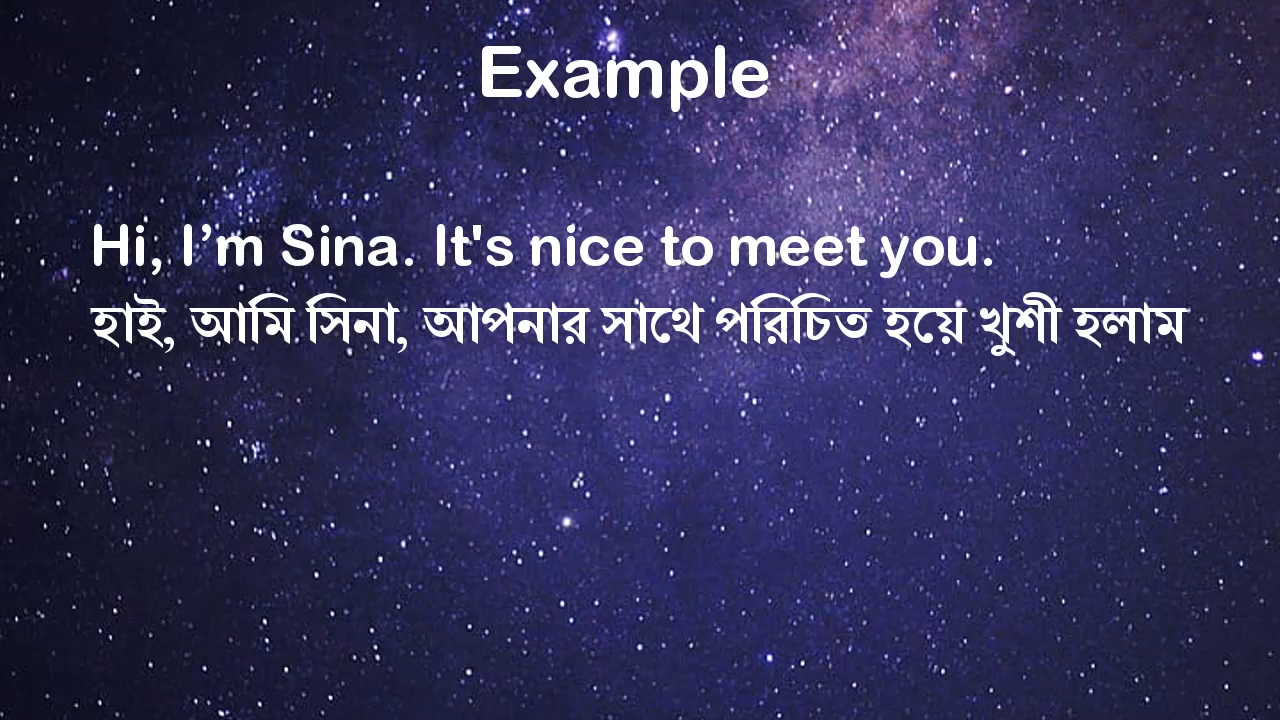 Example
Hi, I’m Sina. It's nice to meet you.
হাই, আমি সিনা, আপনার সাথে পরিচিত হয়ে খুশী হলাম